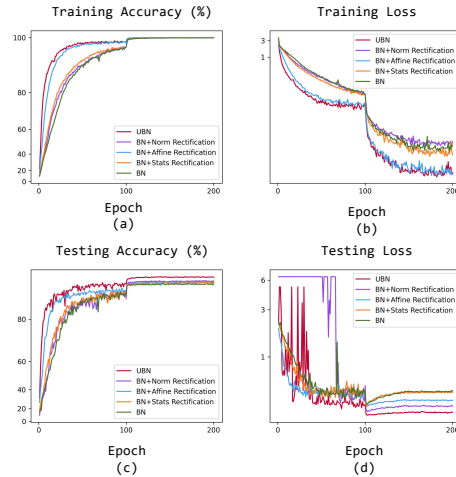 Training Accuracy (%)
100
80
60
40
20
0
UBN
BN+Norm Rectification
BN+Affine Rectification
BN+Stats Rectification
BN
0
100
200
Epoch
(a)
Training Loss
3
1
UBN
BN+Norm Rectification
BN+Affine Rectification
BN+Stats Rectification
BN
0
100
200
Epoch
(b)
Testing Accuracy (%)
80
60
40
20
0
UBN
BN+Norm Rectification
BN+Affine Rectification
BN+Stats Rectification
BN
0
100
200
Epoch
(c)
Testing Loss
6
3
1
UBN
BN+Norm Rectification
BN+Affine Rectification
BN+Stats Rectification
BN
0
100
200
Epoch
(d)